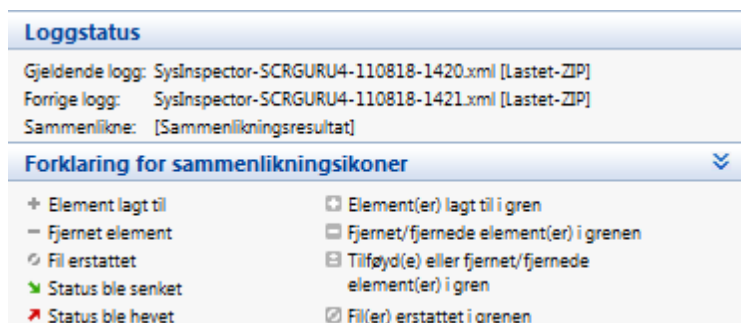 Loggstatus
Gjeldende logg: SysInspector-SCRGURU4-110818-1420.xml [Lastet-ZIP]
Forrige logg: SysInspector-SCRGURU4-110818-1421.xml [Lastet-ZIP]
Sammenlikne: [Sammenlikningsresultat]
Forklaring for sammenlikningsikoner
Element lagt til
Fjernet element
Fil erstattet
Status ble senket
Status ble hevet
Element(er) lagt til i gren
Fjernet/fjernede element(er) i grenen
Tilføyd(e) eller fjernet/fjernede
element(er) i gren
Fil(er) erstattet i grenen